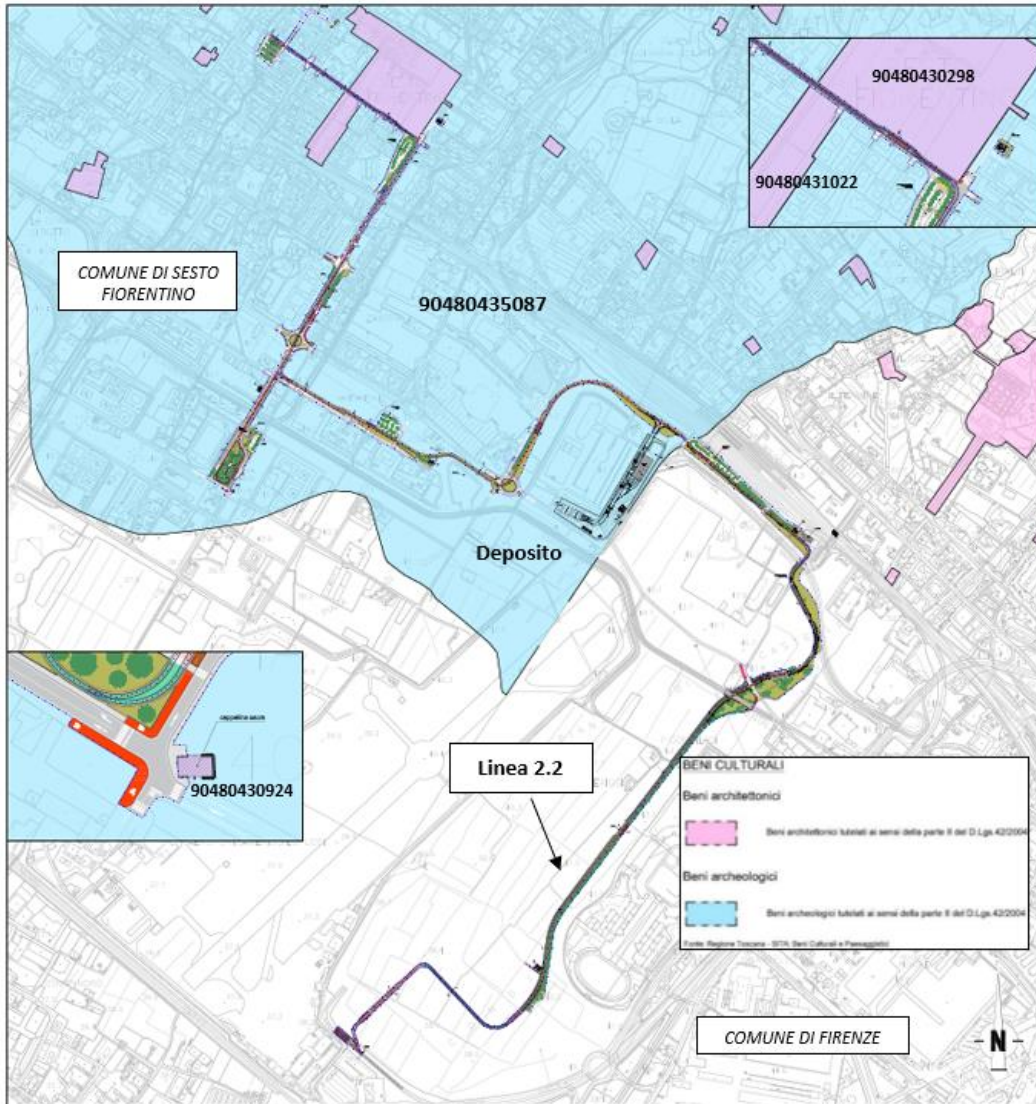 90480430298
90480431022
COMUNE DI SESTO
FIORENTINO
90480435087
Deposito
cappellina sacra
90480430924
Linea 2.2
BENI CULTURALI
Beni architettonici
Beni architettonici tutelati ai sensi della parte II del D.Lgs.42/2004
Beni archeologici
Beni archeologici tutelati ai sensi della parte II del D.Lgs.42/2004
Fonte: Regione Toscana - SITA: Beni Culturali e Paesaggistici
COMUNE DI FIRENZE
N